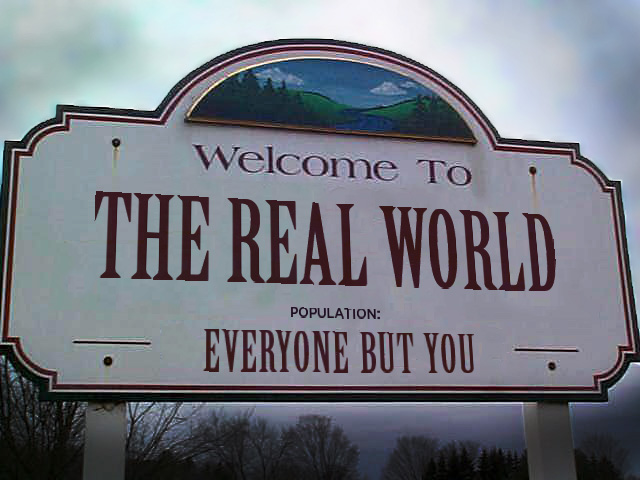 Welcome To
THE REAL WORLD
POPULATION:
EVERYONE BUT YOU